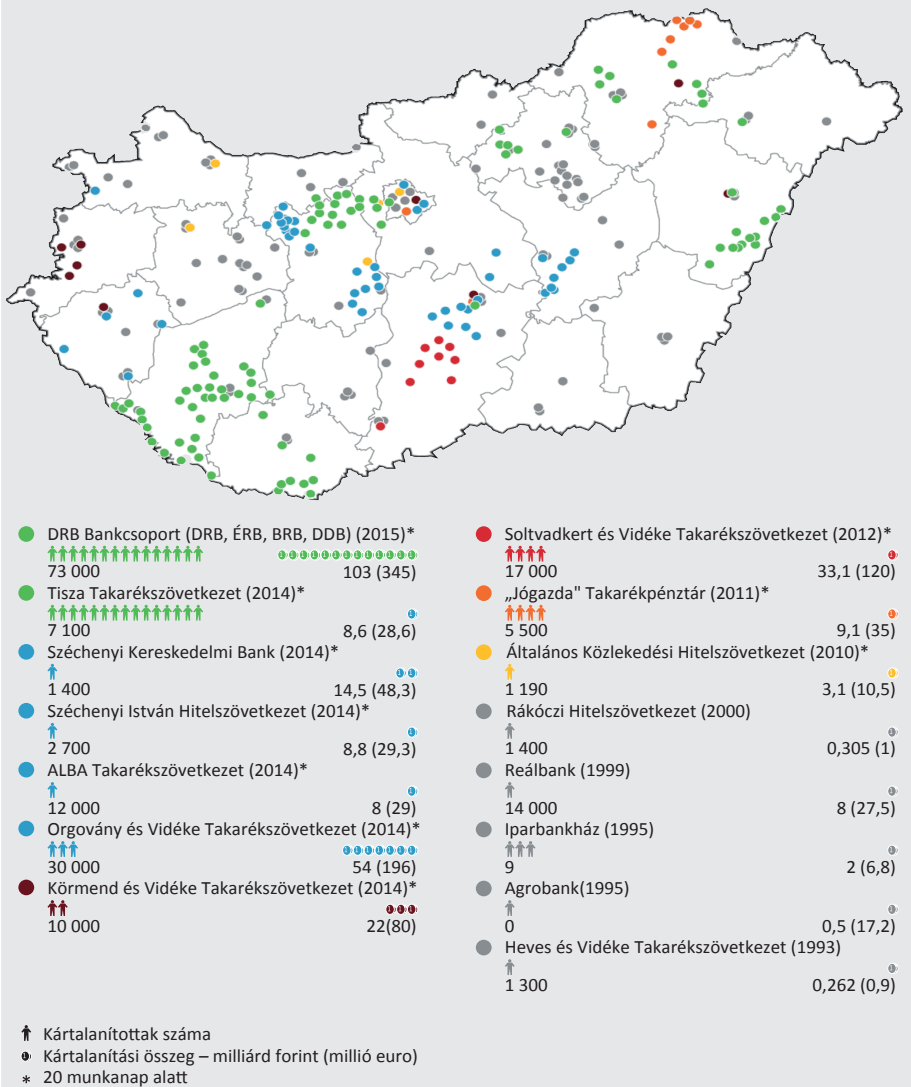 DRB Bankcsoport (DRB, ÉRB, BRB, DDB) (2015)*
73 000 103 (345)
Tisza Takarékszövetkezet (2014)*
7 100 8,6 (28,6)
Széchenyi Kereskedelmi Bank (2014)*
1 400 14,5 (48,3)
Széchenyi István Hitelszövetkezet (2014)*
2 700 8,8 (29,3)
ALBA Takarékszövetkezet (2014)*
12 000 8 (29)
Orgovány és Vidéke Takarékszövetkezet (2014)*
30 000 54 (196)
Körmend és Vidéke Takarékszövetkezet (2014)*
10 000 22(80)
Soltvadkert és Vidéke Takarékszövetkezet (2012)*
17 000 33,1 (120)
„Jógazda" Takarékpénztár (2011)*
5 500 9,1 (35)
Általános Közlekedési Hitelszövetkezet (2010)*
1 190 3,1 (10,5)
Rákóczi Hitelszövetkezet (2000)
1 400 0,305 (1)
Reálbank (1999)
14 000 8 (27,5)
Iparbankház (1995)
9 2 (6,8)
Agrobank(1995)
0 0,5 (17,2)
Heves és Vidéke Takarékszövetkezet (1993)
1 300 0,262 (0,9)
Kártalanítottak száma
Kártalanítási összeg – milliárd forint (millió euro)
* 20 munkanap alatt